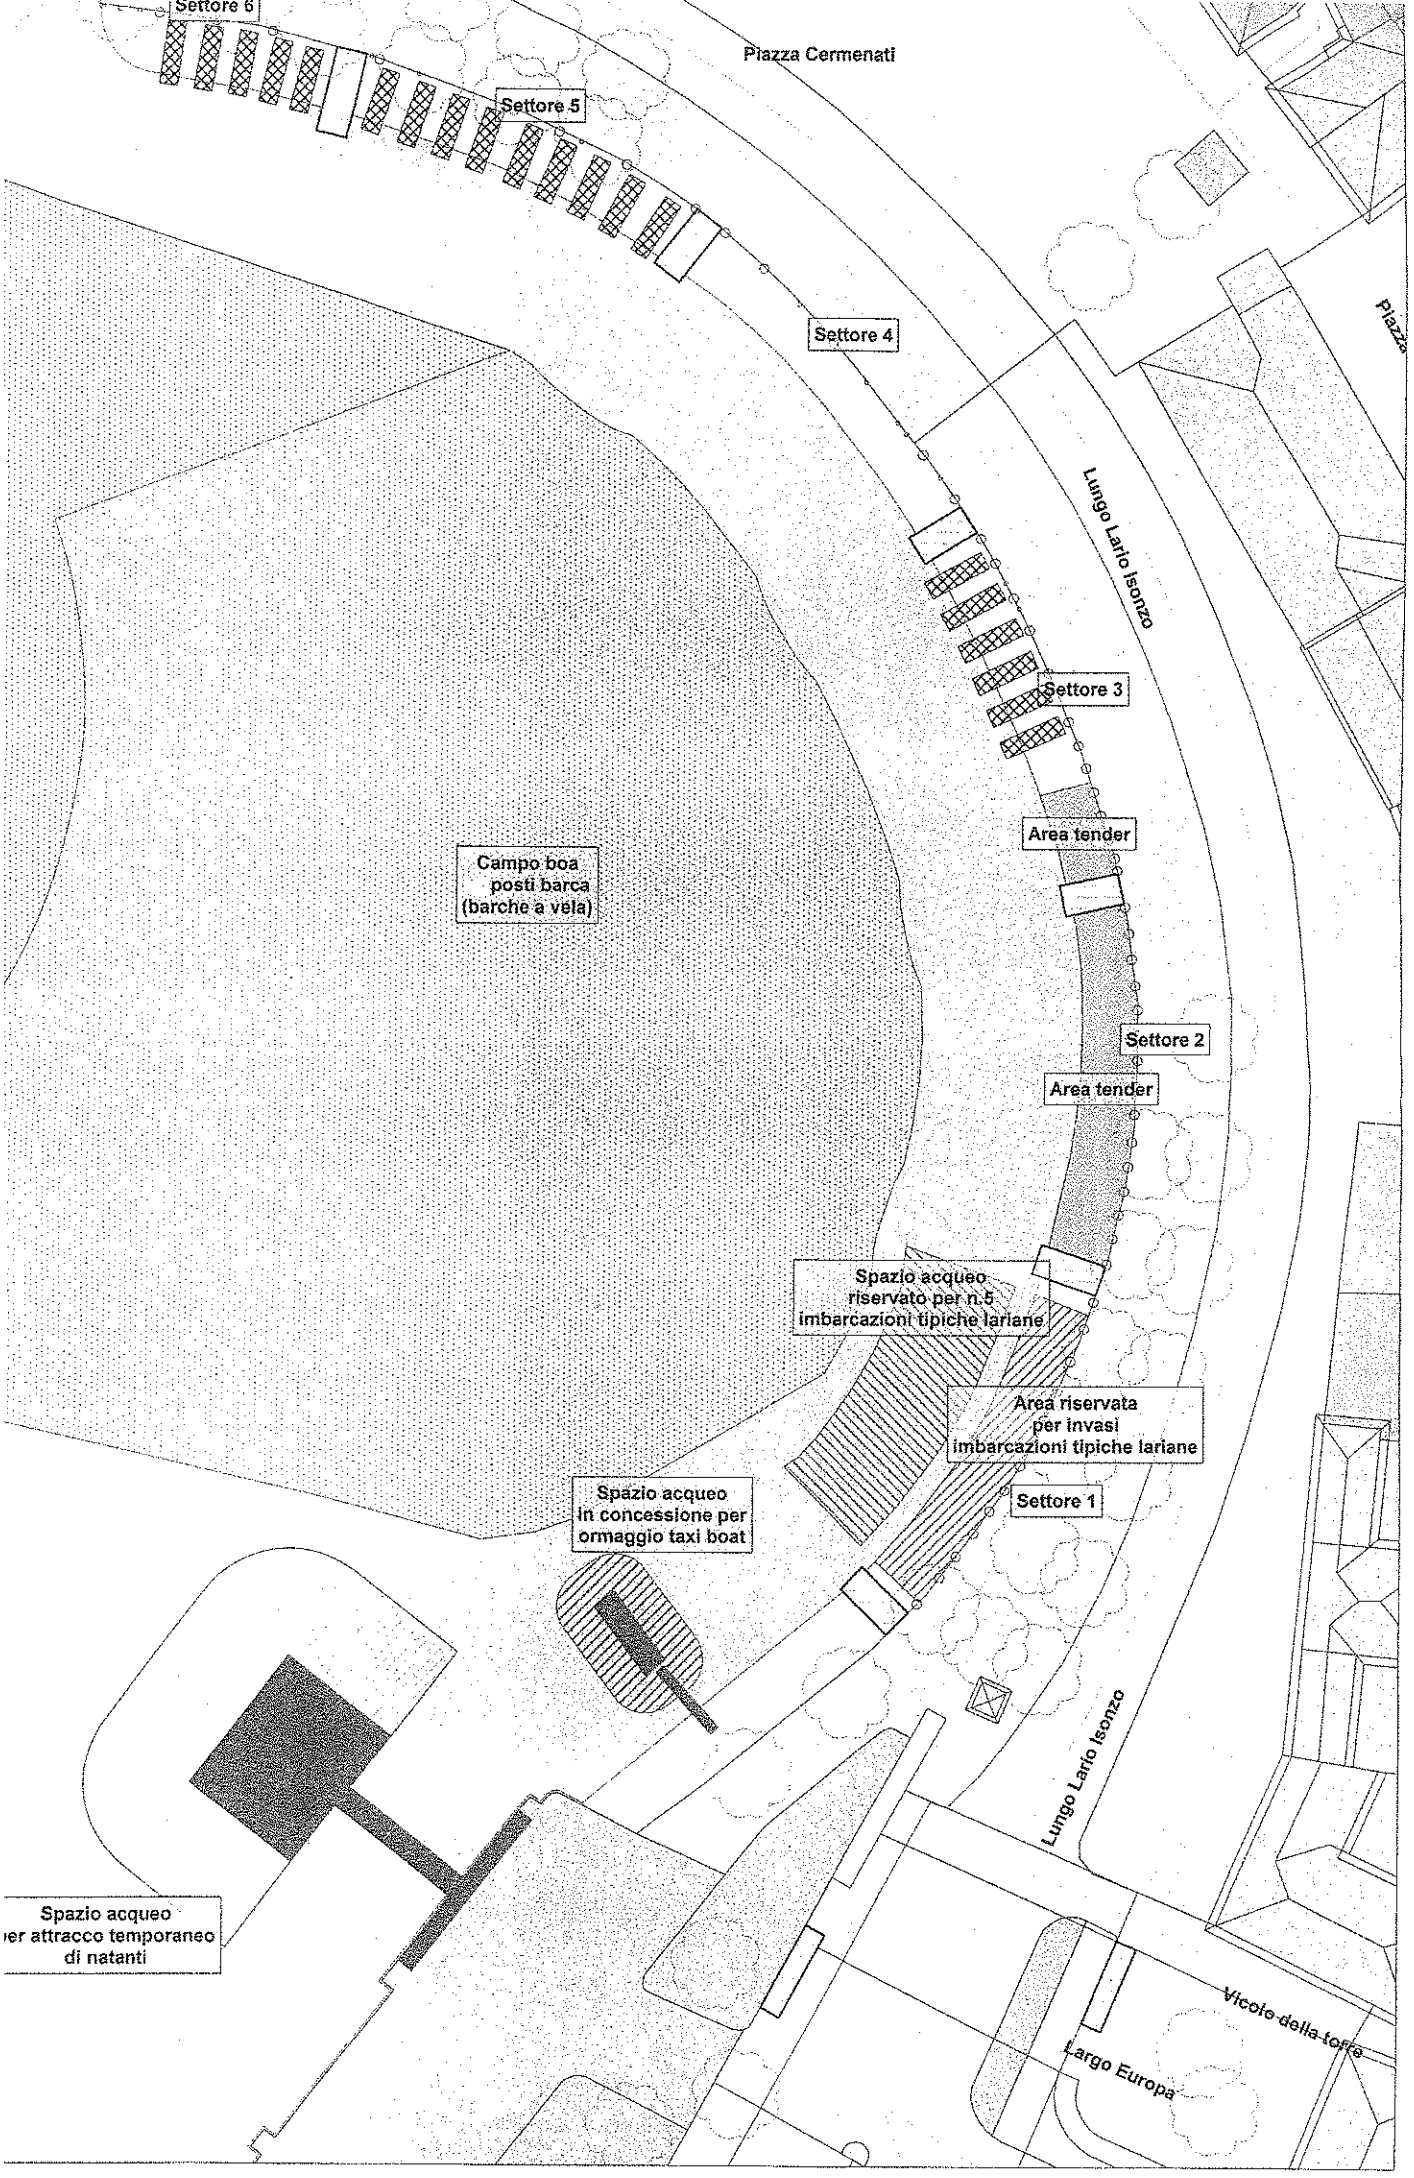 Settore 6
Piazza Cermenati
Settore 5
Settore 4
Piazza
Lungo Lario Isonzo
Settore 3
Area tender
Campo boa
posti barca
(barche a vela)
Settore 2
Area tender
Spazio acqueo
riservato per n.5
imbarcazioni tipiche lariane
Area riservata
per invasi
imbarcazioni tipiche lariane
Settore 1
Spazio acqueo
in concessione per
ormaggio taxi boat
Lungo Lario Isonzo
Spazio acqueo
er attracco temporaneo
di natanti
Vicolo della torre
Largo Europa